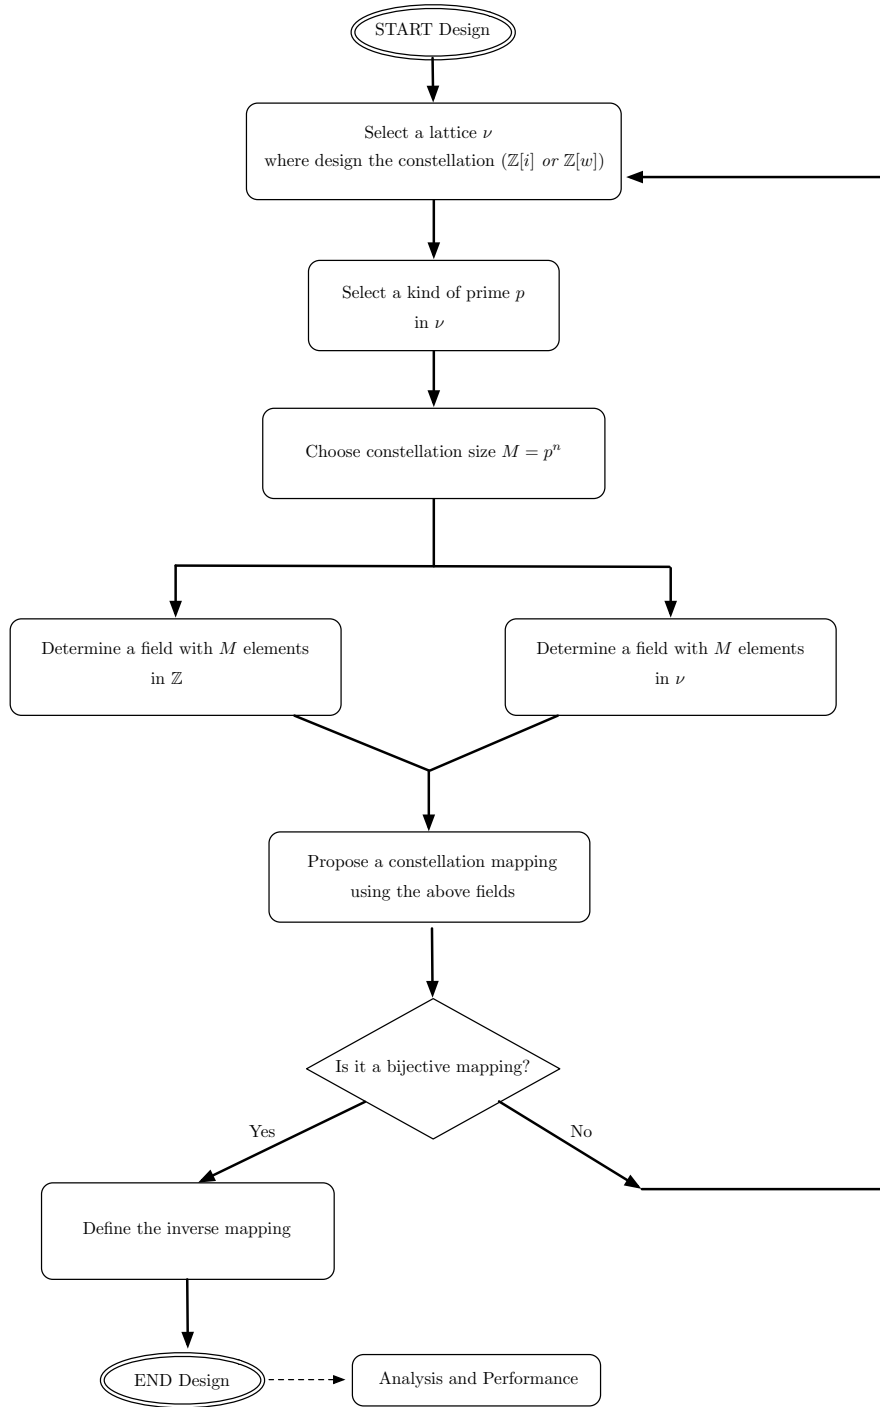 START Design
Select a lattice ν
where design the constellation (ℤ[i] or ℤ[w])
Select a kind of prime p
in ν
Choose constellation size M = pⁿ
Determine a field with M elements
in ℤ
Determine a field with M elements
in ν
Propose a constellation mapping
using the above fields
Is it a bijective mapping?
Yes
No
Define the inverse mapping
END Design
Analysis and Performance